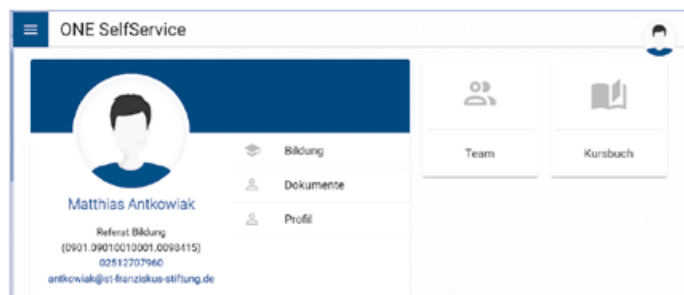 ONE SelfService
Matthias Antkowiak
Referat Bildung
(0901.09010010001.0098415)
02512707960
antkowiak@st-franziskus-stiftung.de
Bildung
Dokumente
Profil
Team
Kursbuch